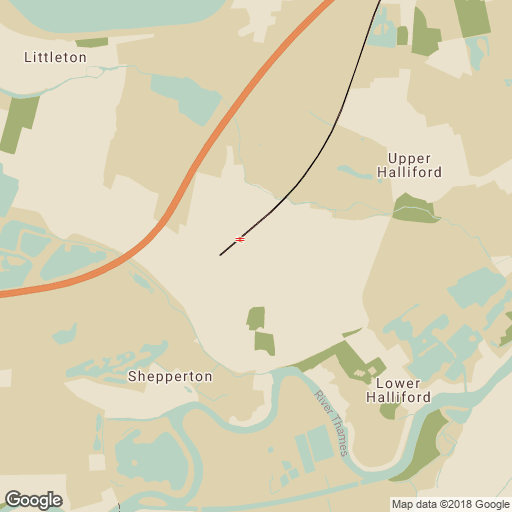 Littleton
Upper
Halliford
Shepperton
Lower
Halliford
River Thames
Google
Map data ©2018 Google